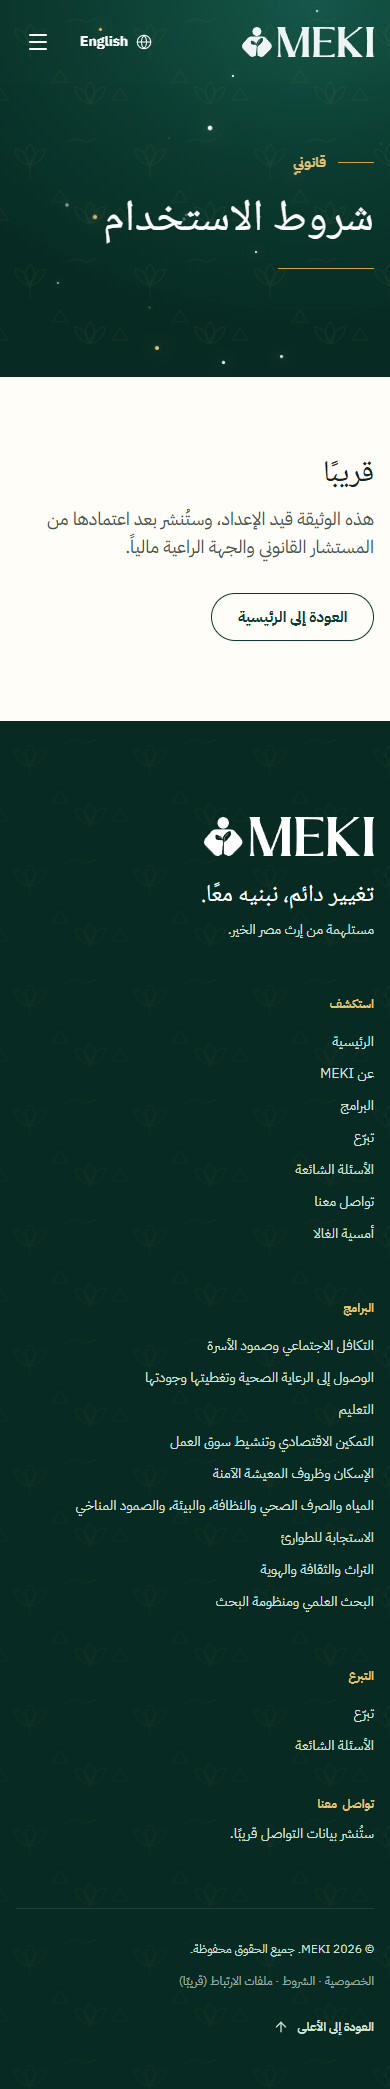 MEKI
English
قانوني
شروط الاستخدام
قريبًا
هذه الوثيقة قيد الإعداد، وستُنشر بعد اعتمادها من
المستشار القانوني والجهة الراعية مالياً.
العودة إلى الرئيسية
MEKI
تغيير دائم، نبنيه معًا.
مستلهمة من إرث مصر الخير.
استكشف
الرئيسية
عن MEKI
البرامج
تبرّع
الأسئلة الشائعة
تواصل معنا
أمسية الغالا
البرامج
التكافل الاجتماعي وصمود الأسرة
الوصول إلى الرعاية الصحية وتغطيتها وجودتها
التعليم
التمكين الاقتصادي وتنشيط سوق العمل
الإسكان وظروف المعيشة الآمنة
المياه والصرف الصحي والنظافة، والبيئة، والصمود المناخي
الاستجابة للطوارئ
التراث والثقافة والهوية
البحث العلمي ومنظومة البحث
التبرع
تبرّع
الأسئلة الشائعة
تواصل معنا
ستُنشر بيانات التواصل قريبًا.
© 2026 MEKI. جميع الحقوق محفوظة.
الخصوصية · الشروط · ملفات الارتباط (قريبًا)
العودة إلى الأعلى